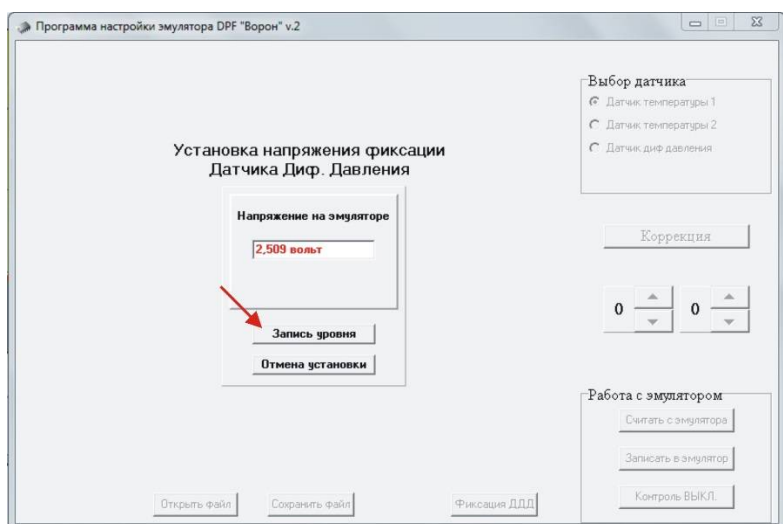 Программа настройки эмулятора DPF "Ворон" v.2
Установка напряжения фиксации
Датчика Диф. Давления
Напряжение на эмуляторе
2,509 вольт
Запись уровня
Отмена установки
Выбор датчика
Датчик температуры 1
Датчик температуры 2
Датчик диф давления
Коррекция
0 0
Работа с эмулятором
Считать с эмулятора
Записать в эмулятор
Контроль ВЫКЛ.
Открыть файл Сохранить файл Фиксация ДДД